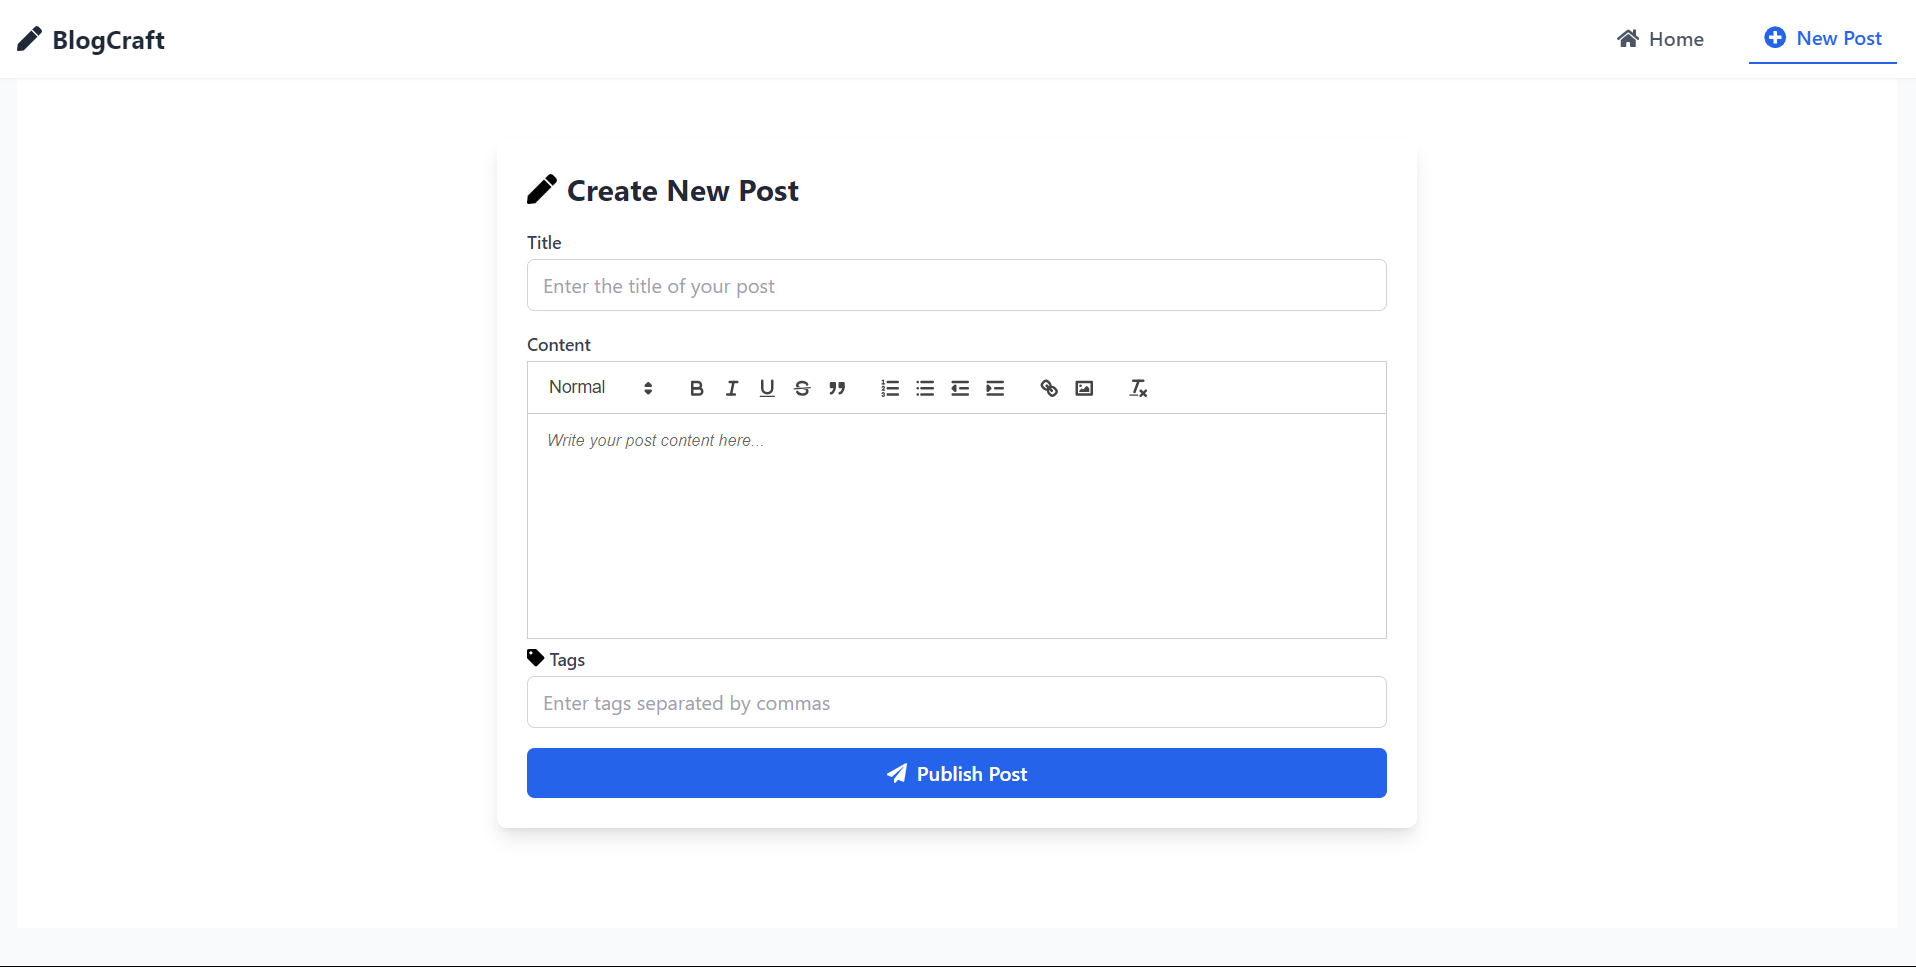 BlogCraft
Home
New Post
Create New Post
Title
Enter the title of your post
Content
Normal
Write your post content here...
Tags
Enter tags separated by commas
Publish Post